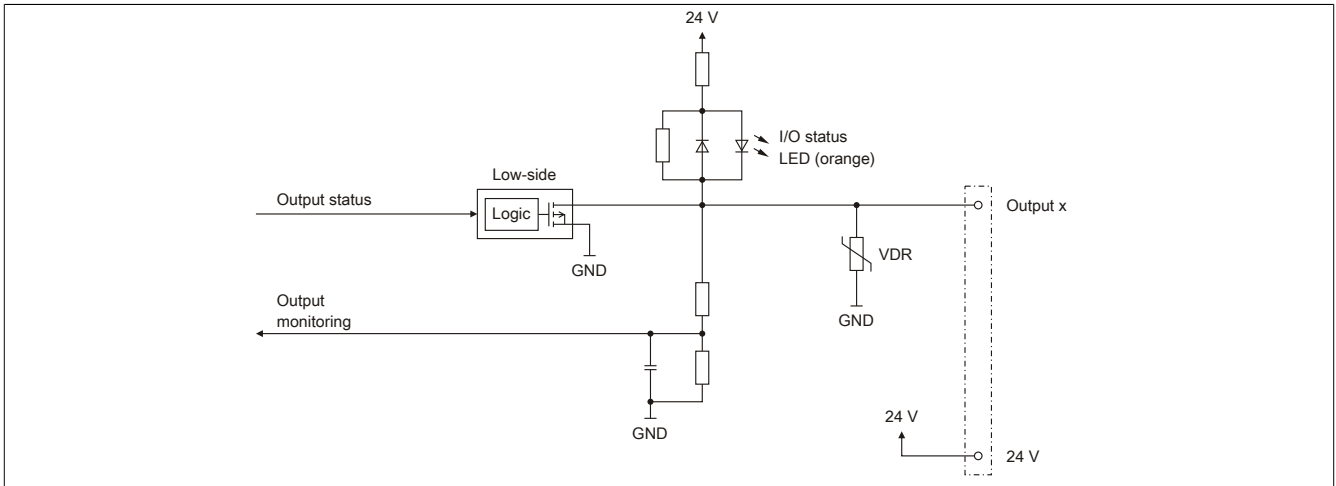 24 V
I/O status
LED (orange)
Low-side
Output status
Logic
Output x
GND
VDR
Output
monitoring
GND
24 V
GND
24 V